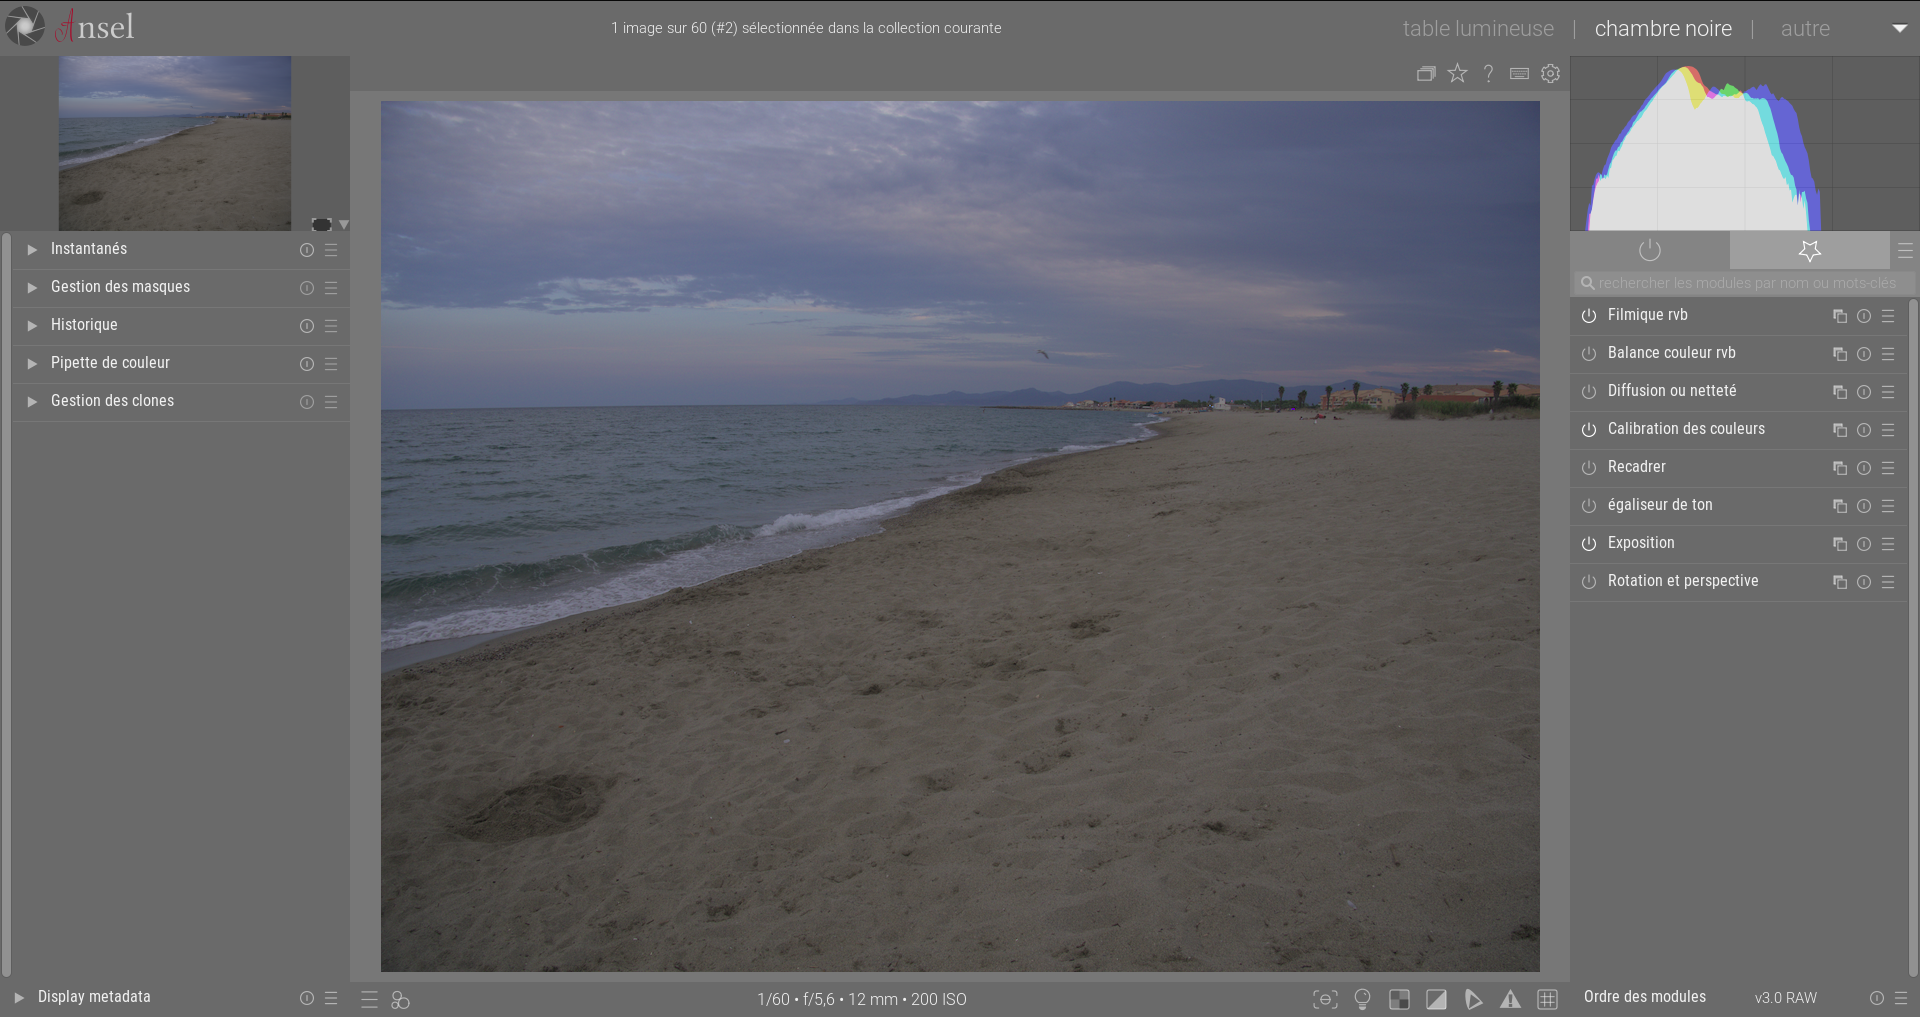 Ansel
1 image sur 60 (#2) sélectionnée dans la collection courante
table lumineuse | chambre noire | autre
Instantanés
Gestion des masques
Historique
Pipette de couleur
Gestion des clones
Display metadata
1/60 • f/5,6 • 12 mm • 200 ISO
rechercher les modules par nom ou mots-clés
Filmique rvb
Balance couleur rvb
Diffusion ou netteté
Calibration des couleurs
Recadrer
égaliseur de ton
Exposition
Rotation et perspective
Ordre des modules v3.0 RAW